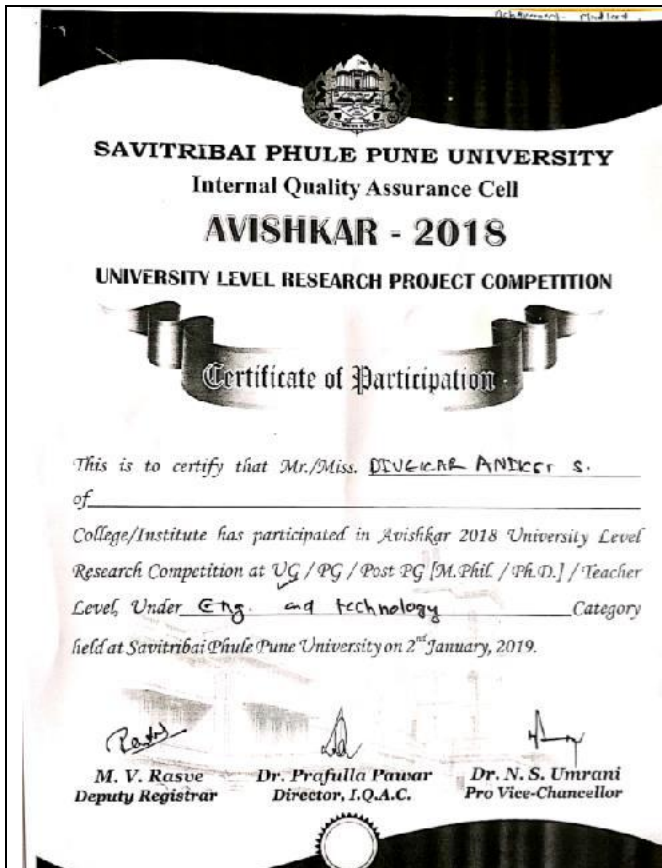 SAVITRIBAI PHULE PUNE UNIVERSITY
Internal Quality Assurance Cell
AVISHKAR - 2018
UNIVERSITY LEVEL RESEARCH PROJECT COMPETITION
Certificate of Participation
This is to certify that Mr./Miss. DIVEKAR ANIKET S.
of
College/Institute has participated in Avishkar 2018 University Level
Research Competition at UG / PG / Post PG [M.Phil. / Ph.D.] / Teacher
Level, Under Eng. and technology Category
held at Savitribai Phule Pune University on 2nd January, 2019.
M. V. Rasve Dr. Prafulla Pawar Dr. N. S. Umrani
Deputy Registrar Director, I.Q.A.C. Pro Vice-Chancellor